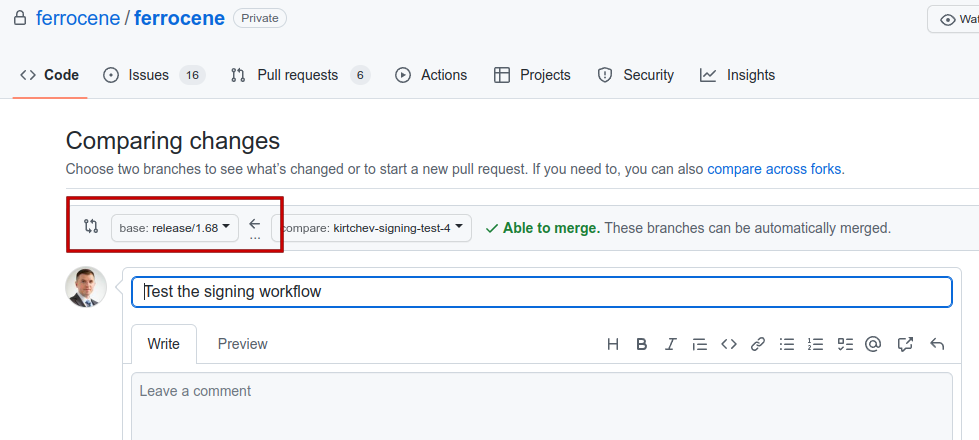 ferrocene / ferrocene Private
Wat
Code Issues 16 Pull requests 6 Actions Projects Security Insights
Comparing changes
Choose two branches to see what's changed or to start a new pull request. If you need to, you can also compare across forks.
base: release/1.68 ← ... compare: kirtchev-signing-test-4 ✓ Able to merge. These branches can be automatically merged.
Test the signing workflow
Write Preview H B I
Leave a comment